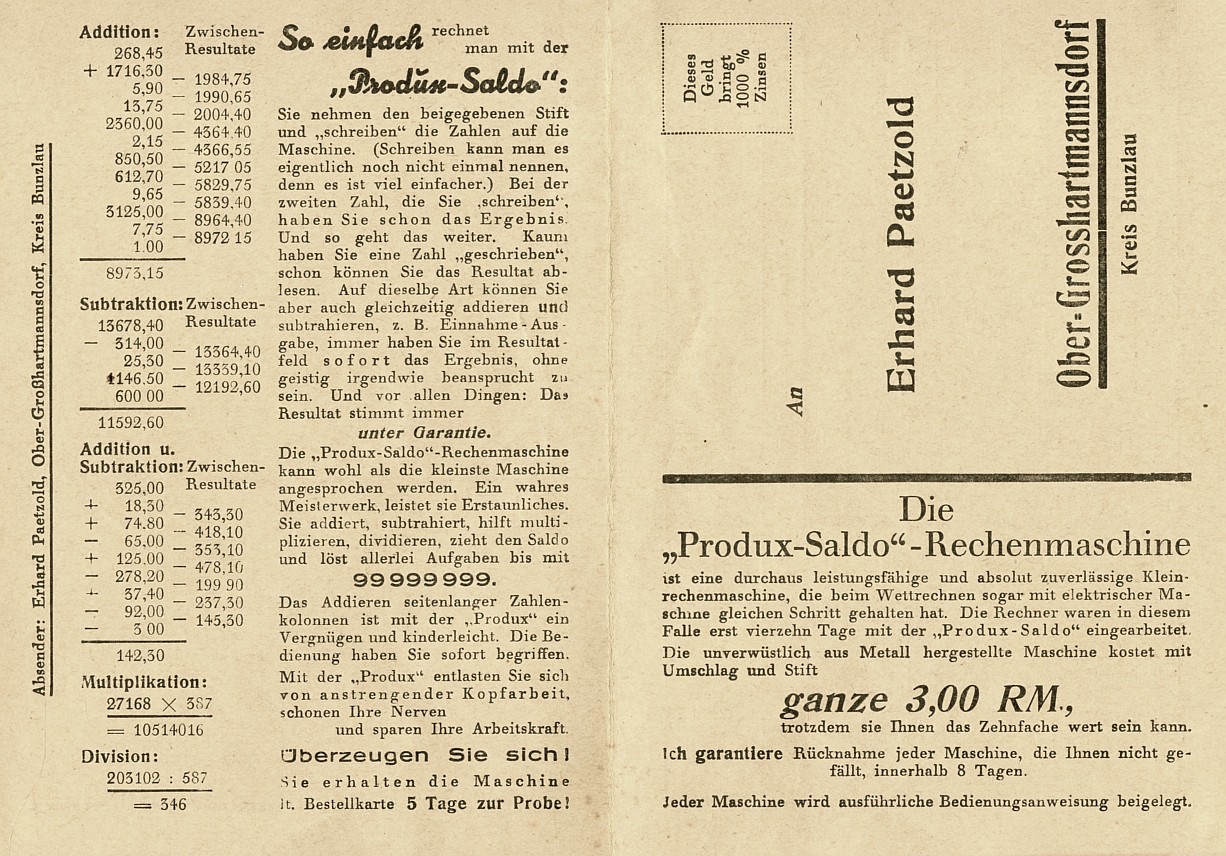 Absender: Erhard Paetzold, Ober-Großhartmannsdorf, Kreis Bunzlau
Addition: Zwischen-
Resultate
268,45
+ 1716,30 — 1984,75
5,90 — 1990,65
13,75 — 2004,40
2360,00 — 4364.40
2,15 — 4366,55
850,50 — 5217 05
612,70 — 5829,75
9,65 — 5839,40
3125,00 — 8964,40
7,75 — 8972 15
1.00
8973,15
Subtraktion: Zwischen-
Resultate
13678,40
— 314,00 — 13364,40
25,30 — 13339,10
1146.50 — 12192,60
600 00
11592,60
Addition u.
Subtraktion: Zwischen-
Resultate
325,00
+ 18,30 — 343,30
+ 74.80 — 418,10
— 65,00 — 353,10
+ 125.00 — 478,10
— 278,20 — 199 90
+ 37,40 — 237,30
— 92,00 — 145,30
— 3 00
142,30
Multiplikation:
27168 × 387
= 10514016
Division:
203102 : 587
= 346
So einfach rechnet
man mit der
„Produx-Saldo“:
Sie nehmen den beigegebenen Stift
und „schreiben“ die Zahlen auf die
Maschine. (Schreiben kann man es
eigentlich noch nicht einmal nennen,
denn es ist viel einfacher.) Bei der
zweiten Zahl, die Sie ‚schreiben‘‘,
haben Sie schon das Ergebnis.
Und so geht das weiter. Kaum
haben Sie eine Zahl „geschrieben“,
schon können Sie das Resultat ab-
lesen. Auf dieselbe Art können Sie
aber auch gleichzeitig addieren und
subtrahieren, z. B. Einnahme-Aus-
gabe, immer haben Sie im Resultat-
feld sofort das Ergebnis, ohne
geistig irgendwie beansprucht zu
sein. Und vor allen Dingen: Das
Resultat stimmt immer
unter Garantie.
Die „Produx-Saldo“-Rechenmaschine
kann wohl als die kleinste Maschine
angesprochen werden. Ein wahres
Meisterwerk, leistet sie Erstaunliches.
Sie addiert, subtrahiert, hilft multi-
plizieren, dividieren, zieht den Saldo
und löst allerlei Aufgaben bis mit
99 999 999.
Das Addieren seitenlanger Zahlen-
kolonnen ist mit der „Produx“ ein
Vergnügen und kinderleicht. Die Be-
dienung haben Sie sofort begriffen.
Mit der „Produx“ entlasten Sie sich
von anstrengender Kopfarbeit,
schonen Ihre Nerven
und sparen Ihre Arbeitskraft.
Überzeugen Sie sich!
Sie erhalten die Maschine
lt. Bestellkarte 5 Tage zur Probe!
Dieses
Geld
bringt
1000 %
Zinsen
An
Erhard Paetzold
Ober-Grosshartmannsdorf
Kreis Bunzlau
Die
„Produx-Saldo“-Rechenmaschine
ist eine durchaus leistungsfähige und absolut zuverlässige Klein-
rechenmaschine, die beim Wettrechnen sogar mit elektrischer Ma-
schine gleichen Schritt gehalten hat. Die Rechner waren in diesem
Falle erst vierzehn Tage mit der „Produx-Saldo“ eingearbeitet.
Die unverwüstlich aus Metall hergestellte Maschine kostet mit
Umschlag und Stift
ganze 3,00 RM.,
trotzdem sie Ihnen das Zehnfache wert sein kann.
Ich garantiere Rücknahme jeder Maschine, die Ihnen nicht ge-
fällt, innerhalb 8 Tagen.
Jeder Maschine wird ausführliche Bedienungsanweisung beigelegt.